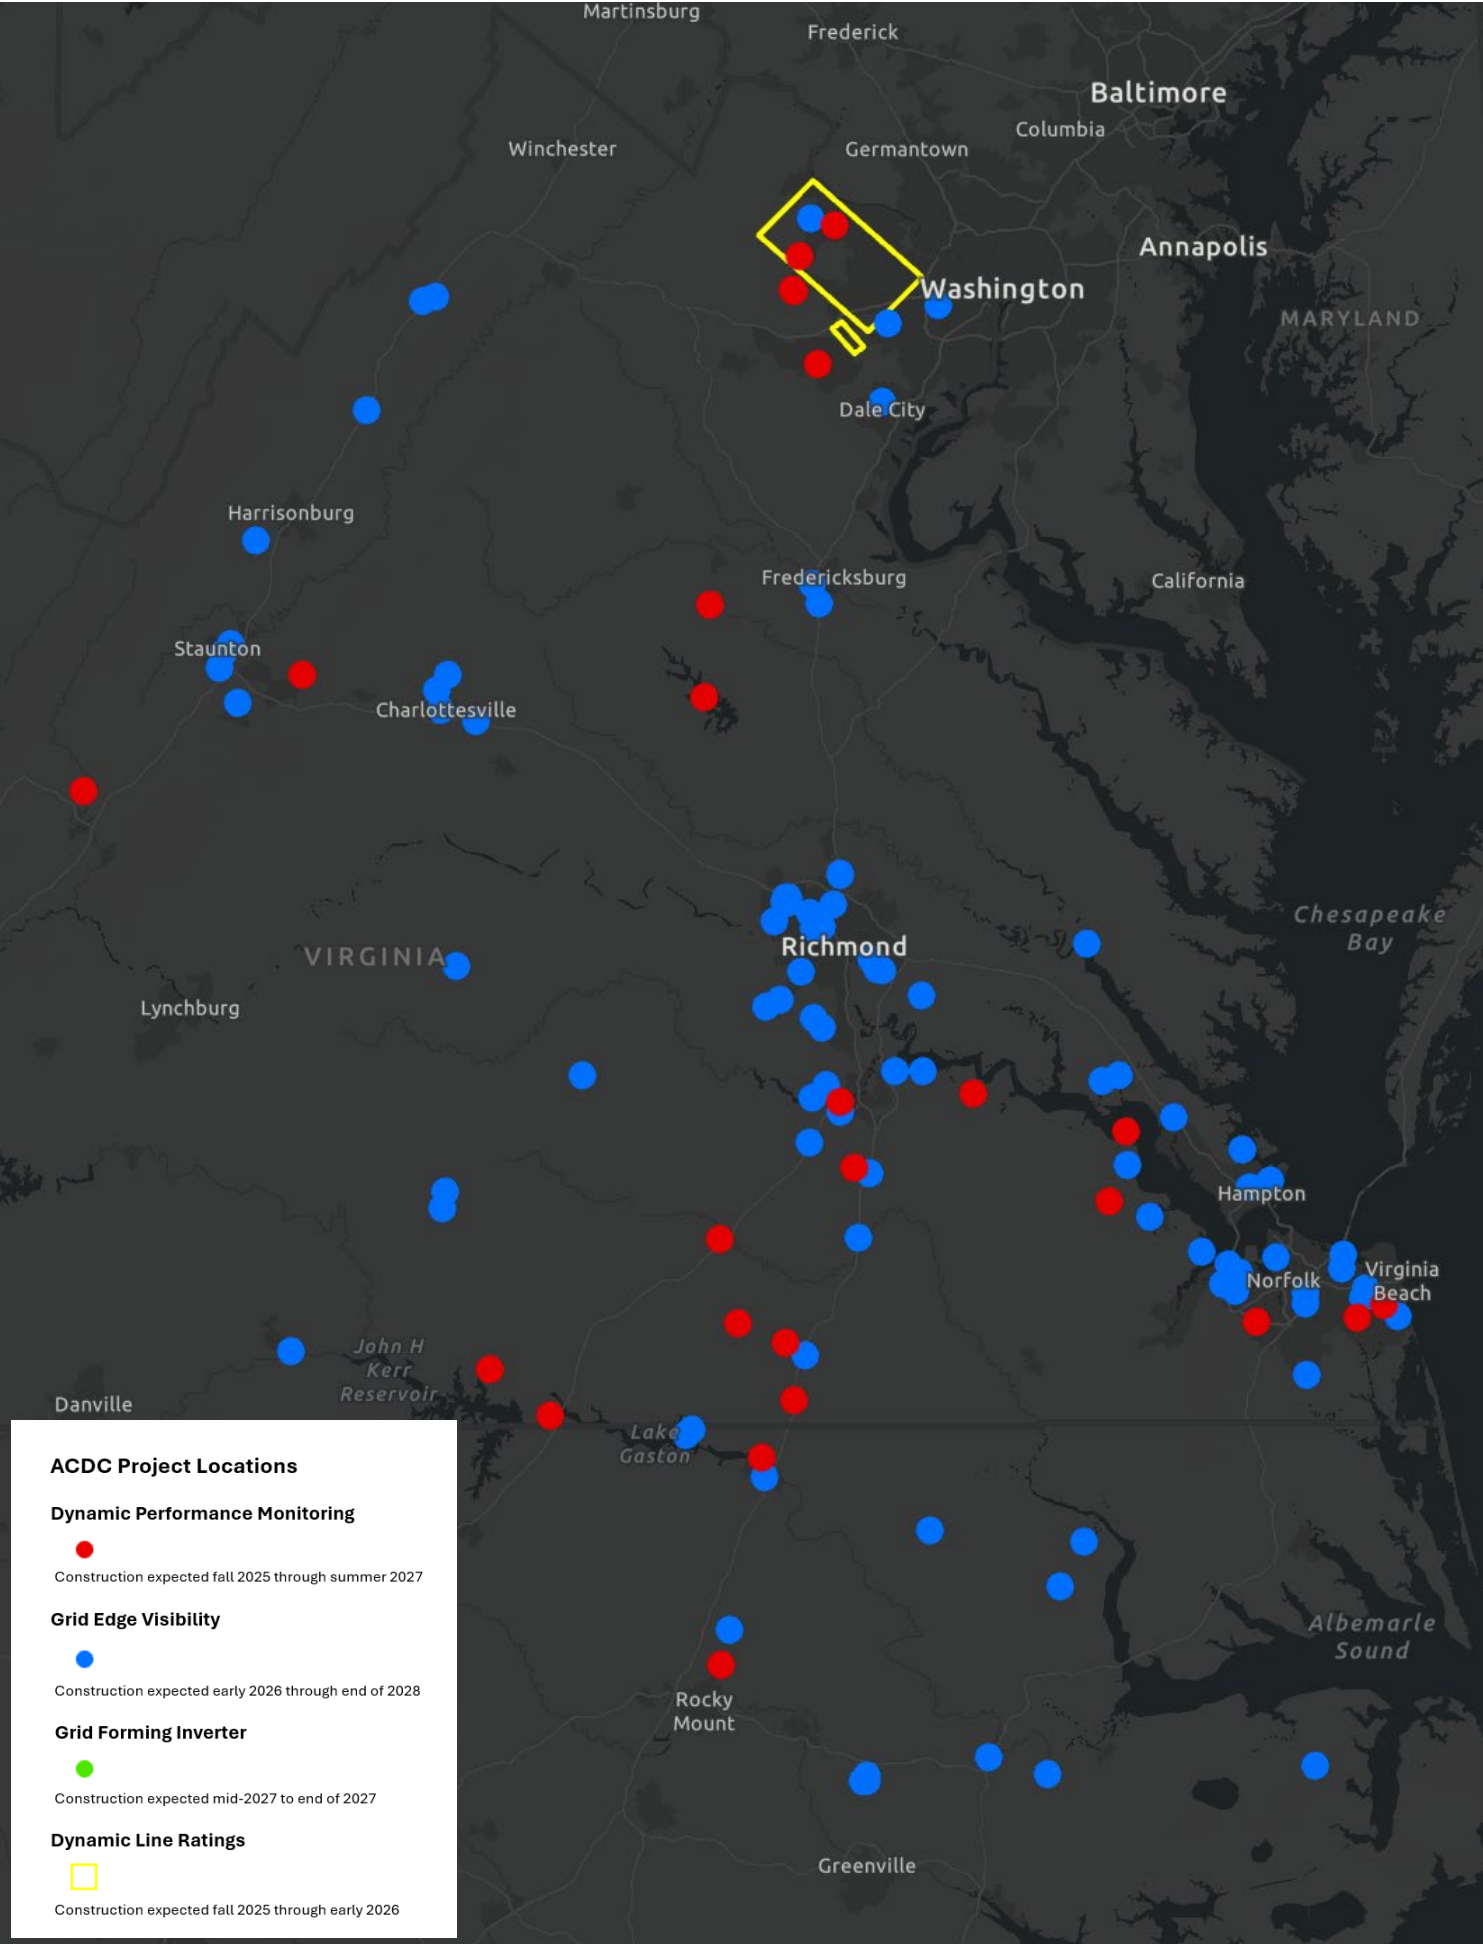 Martinsburg
Frederick
Baltimore
Columbia
Winchester
Germantown
Annapolis
Washington
MARYLAND
Dale City
Harrisonburg
Fredericksburg
California
Staunton
Charlottesville
Chesapeake
Bay
Richmond
VIRGINIA
Lynchburg
Hampton
Norfolk
Virginia
Beach
John H
Kerr
Reservoir
Danville
Lake
Gaston
ACDC Project Locations
Dynamic Performance Monitoring
Construction expected fall 2025 through summer 2027
Grid Edge Visibility
Construction expected early 2026 through end of 2028
Grid Forming Inverter
Construction expected mid-2027 to end of 2027
Dynamic Line Ratings
Construction expected fall 2025 through early 2026
Albemarle
Sound
Rocky
Mount
Greenville